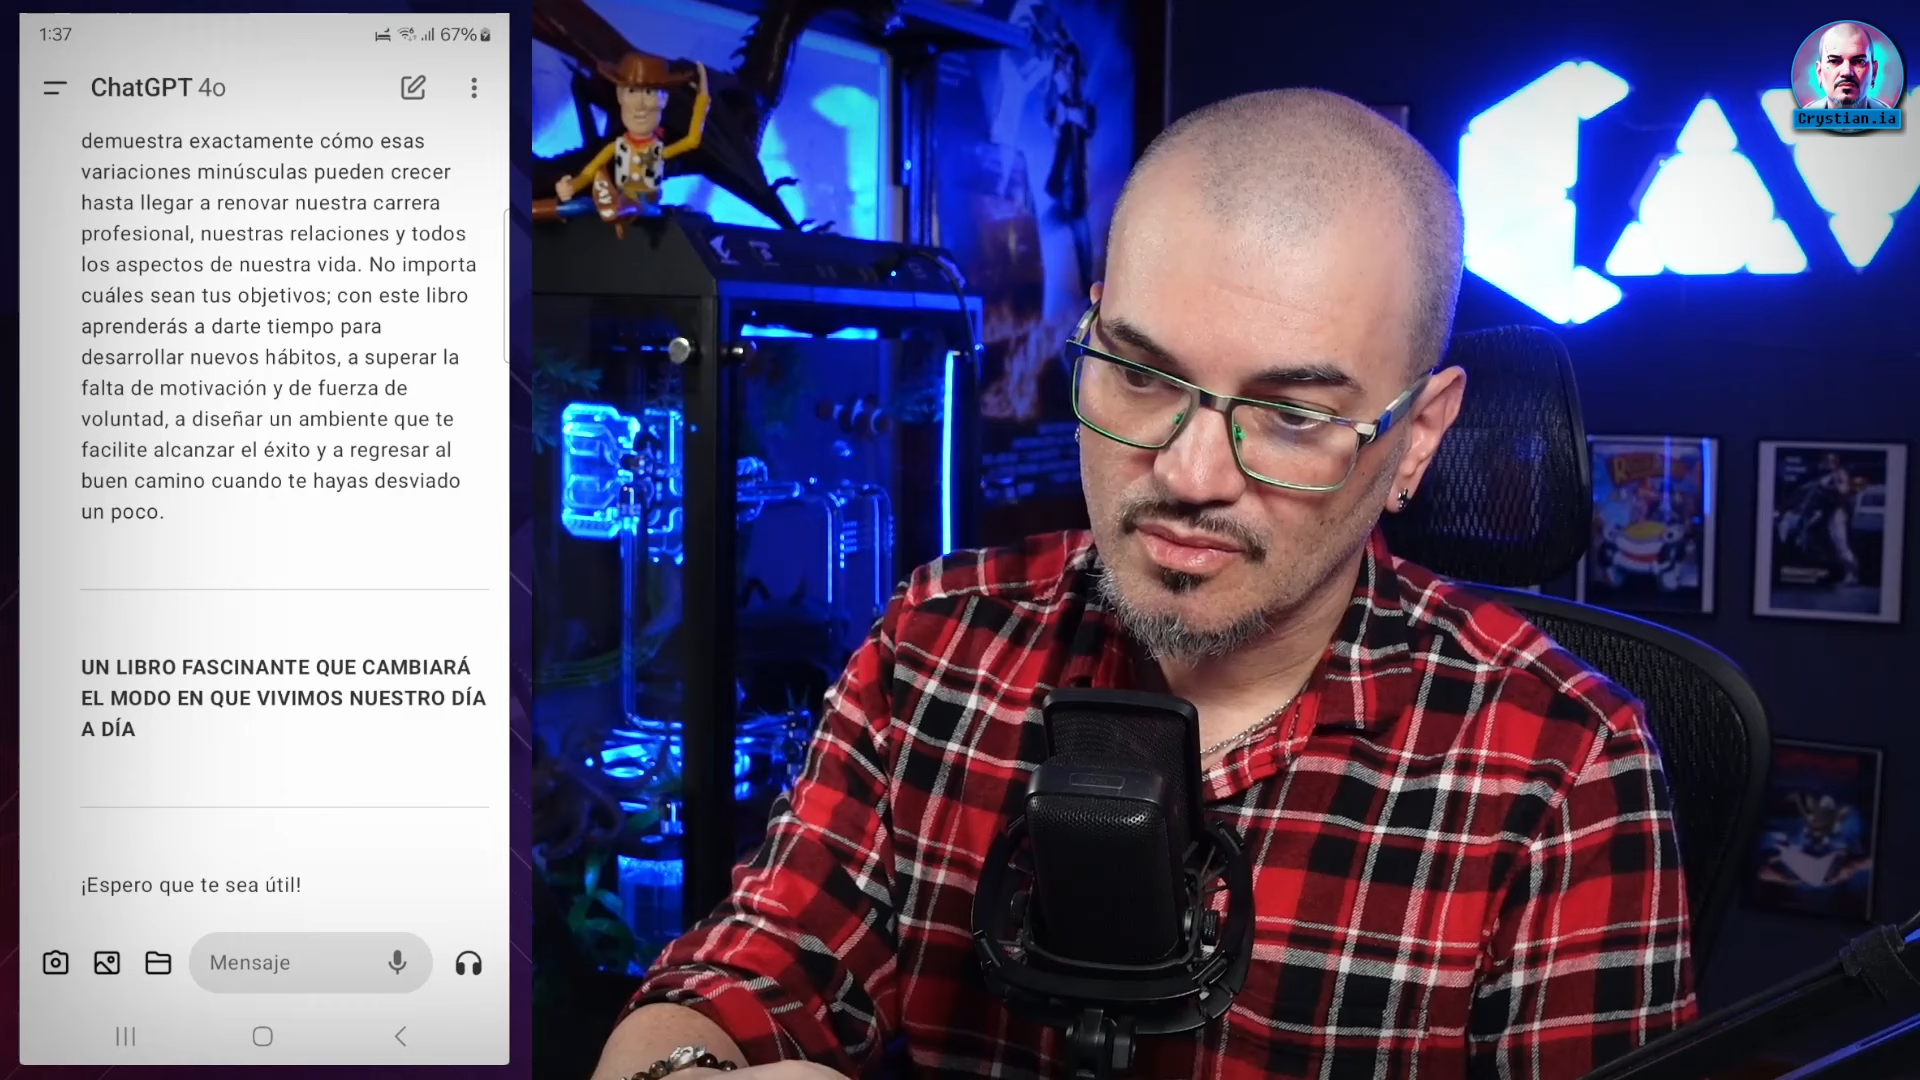 1:37
67%
ChatGPT 4o
demuestra exactamente cómo esas
variaciones minúsculas pueden crecer
hasta llegar a renovar nuestra carrera
profesional, nuestras relaciones y todos
los aspectos de nuestra vida. No importa
cuáles sean tus objetivos; con este libro
aprenderás a darte tiempo para
desarrollar nuevos hábitos, a superar la
falta de motivación y de fuerza de
voluntad, a diseñar un ambiente que te
facilite alcanzar el éxito y a regresar al
buen camino cuando te hayas desviado
un poco.
UN LIBRO FASCINANTE QUE CAMBIARÁ
EL MODO EN QUE VIVIMOS NUESTRO DÍA
A DÍA
¡Espero que te sea útil!
Mensaje
Crystian.ia